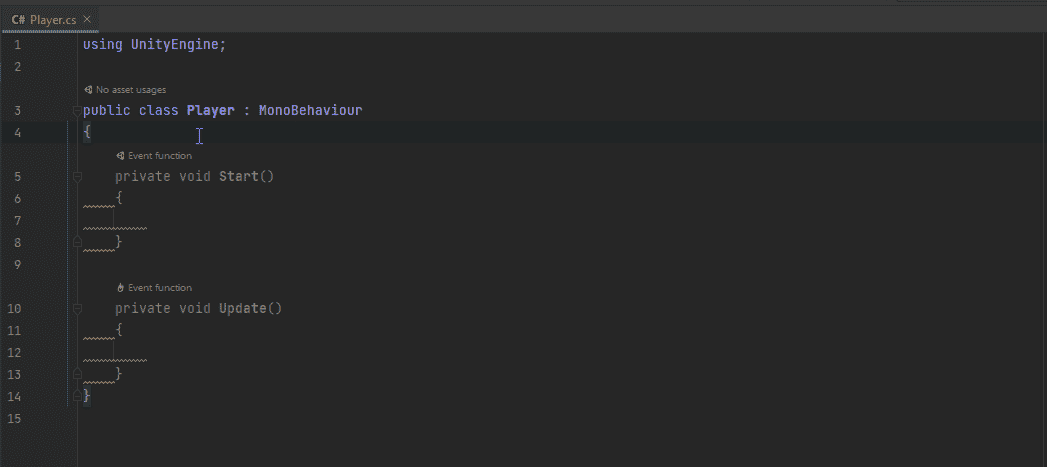 C# Player.cs ×
1 using UnityEngine;
2
No asset usages
3 public class Player : MonoBehaviour
4 {
Event function
5 private void Start()
6 {
7
8 }
9
Event function
10 private void Update()
11 {
12
13 }
14 }
15